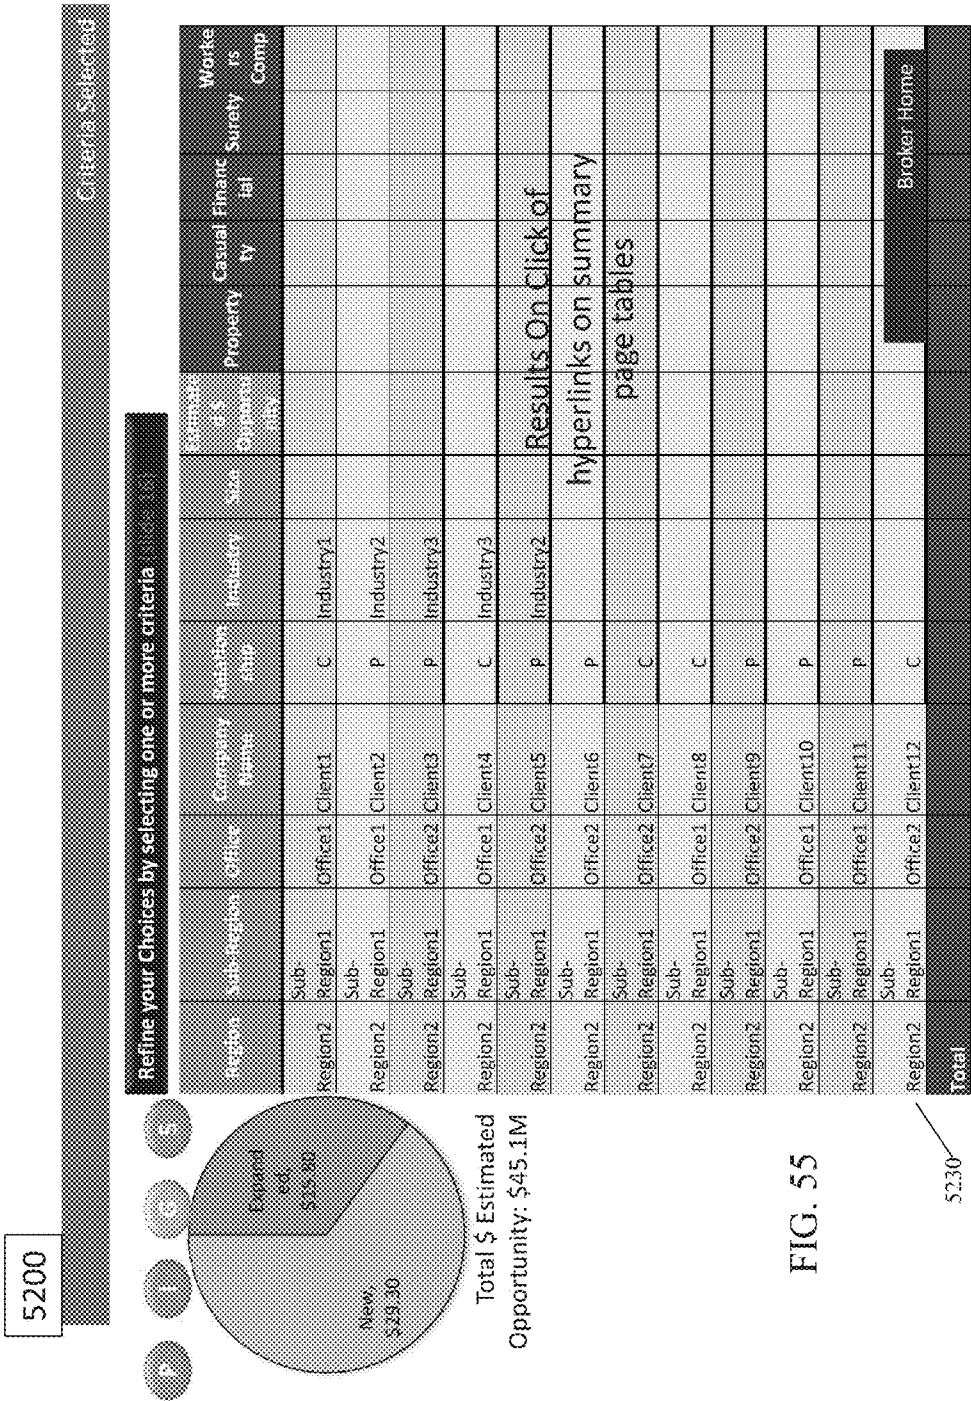 5200
Criteria Selected
P I G S
Refine your Choices by selecting one or more criteria
Region Sub-Region Office Company Name Relationship Industry Size Estimated $ Opportunity Property Casualty Financial Surety Workers Comp
Region2 Sub-Region1 Office1 Client1 C Industry1
Region2 Sub-Region1 Office1 Client2 P Industry2
Region2 Sub-Region1 Office2 Client3 P Industry3
Region2 Sub-Region1 Office1 Client4 C Industry3
Region2 Sub-Region1 Office2 Client5 P Industry2
Region2 Sub-Region1 Office2 Client6 P
Region2 Sub-Region1 Office2 Client7 C
Region2 Sub-Region1 Office1 Client8 C
Region2 Sub-Region1 Office2 Client9 P
Region2 Sub-Region1 Office1 Client10 P
Region2 Sub-Region1 Office1 Client11 P
Region2 Sub-Region1 Office2 Client12 C
Total
Results On Click of
hyperlinks on summary
page tables
Broker Home
Expand
ed,
$15.80
New,
$29.30
Total $ Estimated
Opportunity: $45.1M
5230
FIG. 55